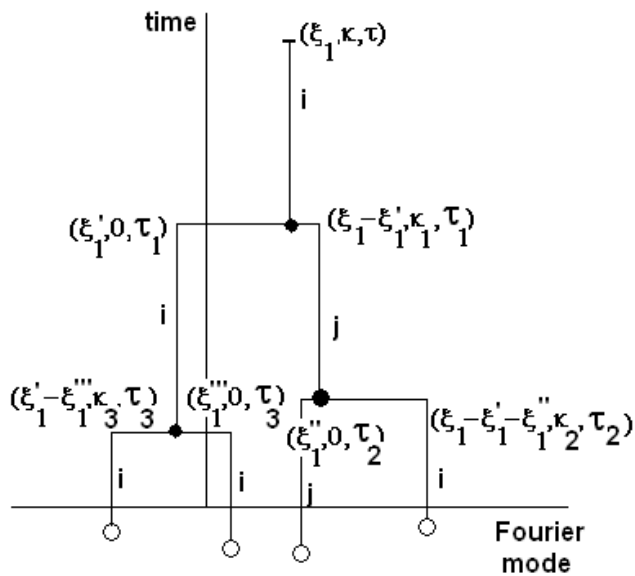 time
(ξ₁,κ,τ)
i
(ξ₁',0,τ₁)
(ξ₁−ξ₁',κ₁,τ₁)
i
j
(ξ₁'−ξ₁''',κ₃,τ₃)
(ξ₁''',0,τ₃)
(ξ₁'',0,τ₂)
(ξ₁−ξ₁'−ξ₁'',κ₂,τ₂)
i
i
j
i
Fourier
mode